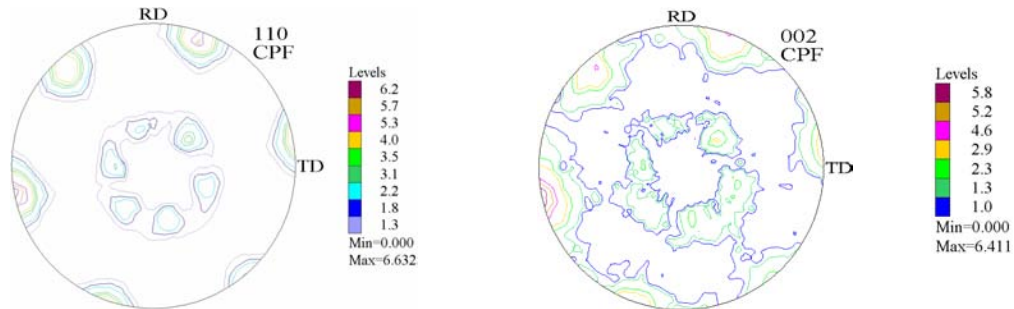 RD
110
CPF
TD
Levels
6.2
5.7
5.3
4.0
3.5
3.1
2.2
1.8
1.3
Min=0.000
Max=6.632
RD
002
CPF
TD
Levels
5.8
5.2
4.6
2.9
2.3
1.3
1.0
Min=0.000
Max=6.411